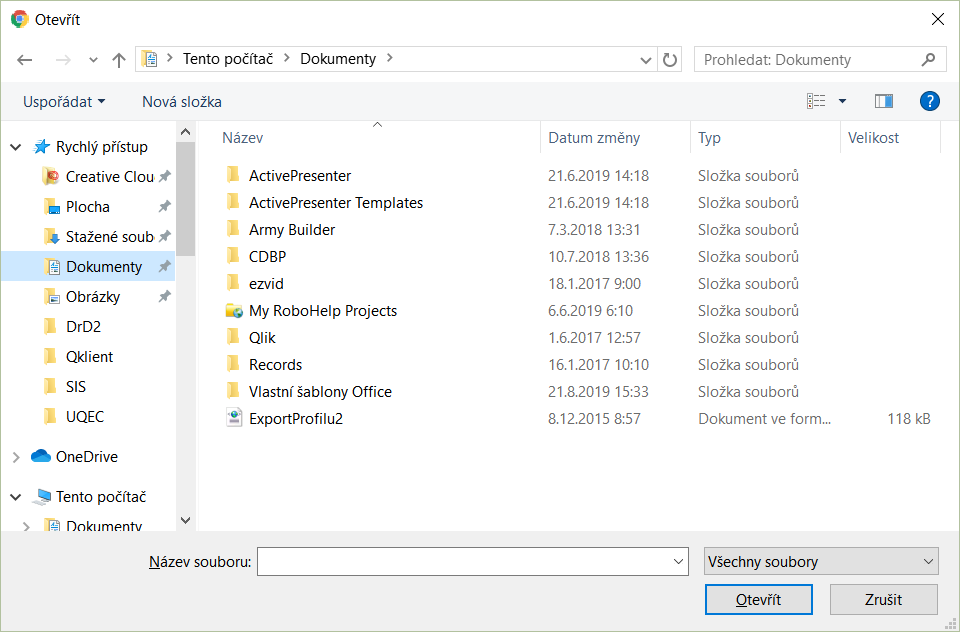 Otevřít
Tento počítač Dokumenty
Prohledat: Dokumenty
Uspořádat Nová složka
?
Název Datum změny Typ Velikost
Rychlý přístup
Creative Clou
Plocha
Stažené soub
Dokumenty
Obrázky
DrD2
Qklient
SIS
UQEC
OneDrive
Tento počítač
Dokumenty
ActivePresenter 21.6.2019 14:18 Složka souborů
ActivePresenter Templates 21.6.2019 14:18 Složka souborů
Army Builder 7.3.2018 13:31 Složka souborů
CDBP 10.7.2018 13:36 Složka souborů
ezvid 18.1.2017 9:00 Složka souborů
My RoboHelp Projects 6.6.2019 6:10 Složka souborů
Qlik 1.6.2017 12:57 Složka souborů
Records 16.1.2017 10:10 Složka souborů
Vlastní šablony Office 21.8.2019 15:33 Složka souborů
ExportProfilu2 8.12.2015 8:57 Dokument ve form... 118 kB
Název souboru:
Všechny soubory
Otevřít Zrušit